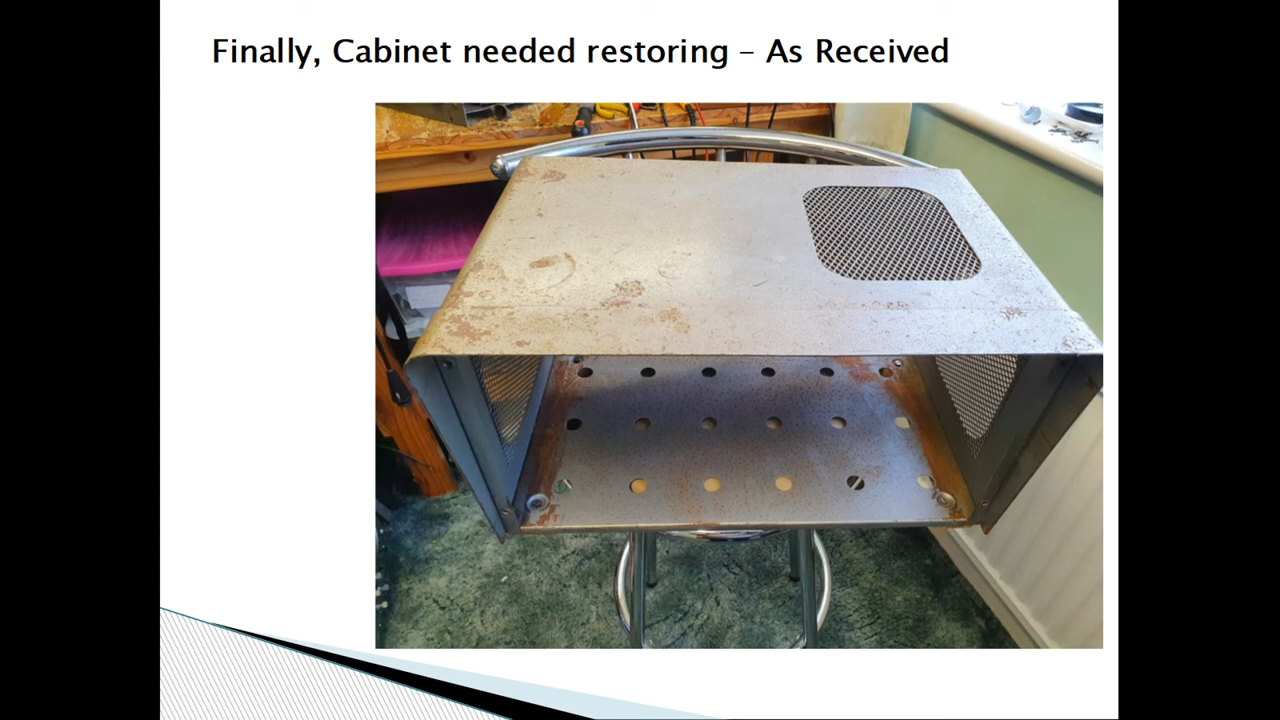 Finally, Cabinet needed restoring – As Received